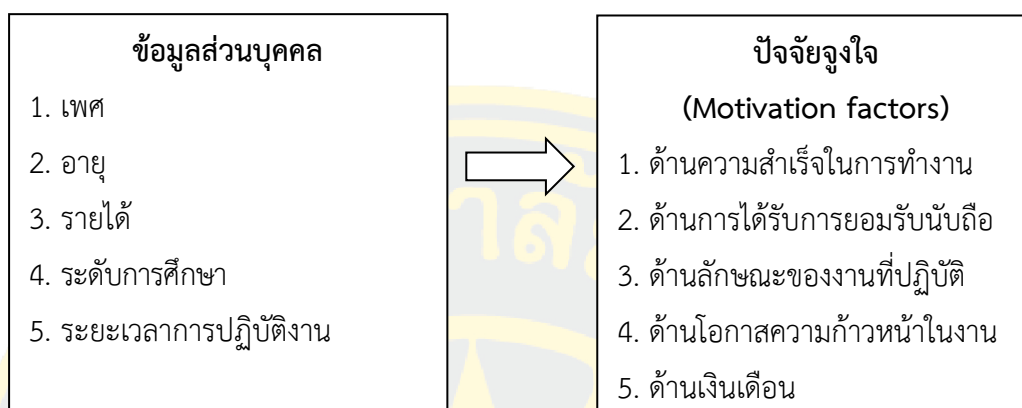 ข้อมูลส่วนบุคคล
1. เพศ
2. อายุ
3. รายได้
4. ระดับการศึกษา
5. ระยะเวลาการปฏิบัติงาน
ปัจจัยจูงใจ
(Motivation factors)
1. ด้านความสำเร็จในการทำงาน
2. ด้านการได้รับการยอมรับนับถือ
3. ด้านลักษณะของงานที่ปฏิบัติ
4. ด้านโอกาสความก้าวหน้าในงาน
5. ด้านเงินเดือน